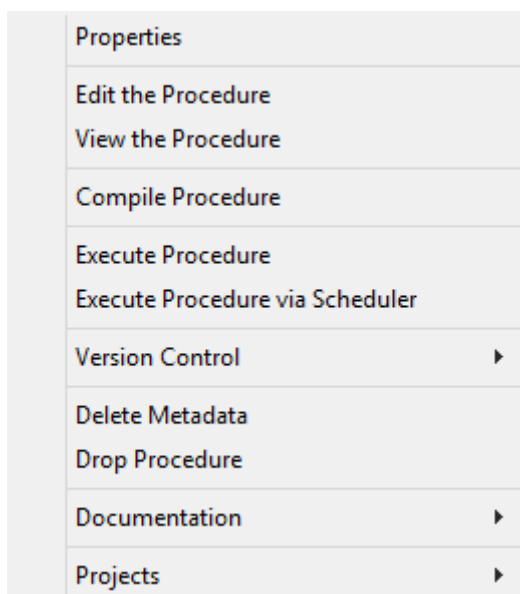 Properties
Edit the Procedure
View the Procedure
Compile Procedure
Execute Procedure
Execute Procedure via Scheduler
Version Control
Delete Metadata
Drop Procedure
Documentation
Projects